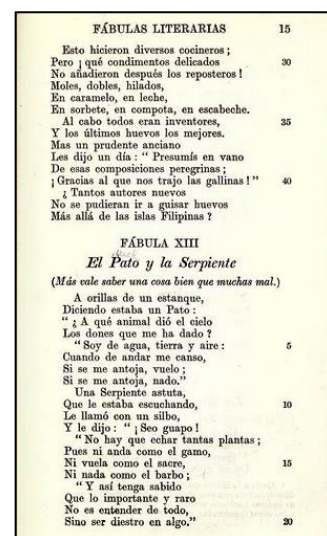 FÁBULAS LITERARIAS 15
Esto hicieron diversos cocineros ;
Pero ¡ qué condimentos delicados 30
No añadieron después los reposteros !
Moles, dobles, hilados,
En caramelo, en leche,
En sorbete, en compota, en escabeche.
Al cabo todos eran inventores, 35
Y los últimos huevos los mejores.
Mas un prudente anciano
Les dijo un día : “ Presumís en vano
De esas composiciones peregrinas ;
¡ Gracias al que nos trajo las gallinas ! ” 40
¿ Tantos autores nuevos
No se pudieran ir a guisar huevos
Más allá de las islas Filipinas ?
FÁBULA XIII
El Pato y la Serpiente
(Más vale saber una cosa bien que muchas mal.)
A orillas de un estanque,
Diciendo estaba un Pato :
“ ¿ A qué animal dió el cielo
Los dones que me ha dado ?
“ Soy de agua, tierra y aire : 5
Cuando de andar me canso,
Si se me antoja, vuelo ;
Si se me antoja, nado.”
Una Serpiente astuta,
Que le estaba escuchando, 10
Le llamó con un silbo,
Y le dijo : “ ¡ Seo guapo !
“ No hay que echar tantas plantas ;
Pues ni anda como el gamo,
Ni vuela como el sacre, 15
Ni nada como el barbo ;
“ Y así tenga sabido
Que lo importante y raro
No es entender de todo,
Sino ser diestro en algo.” 20